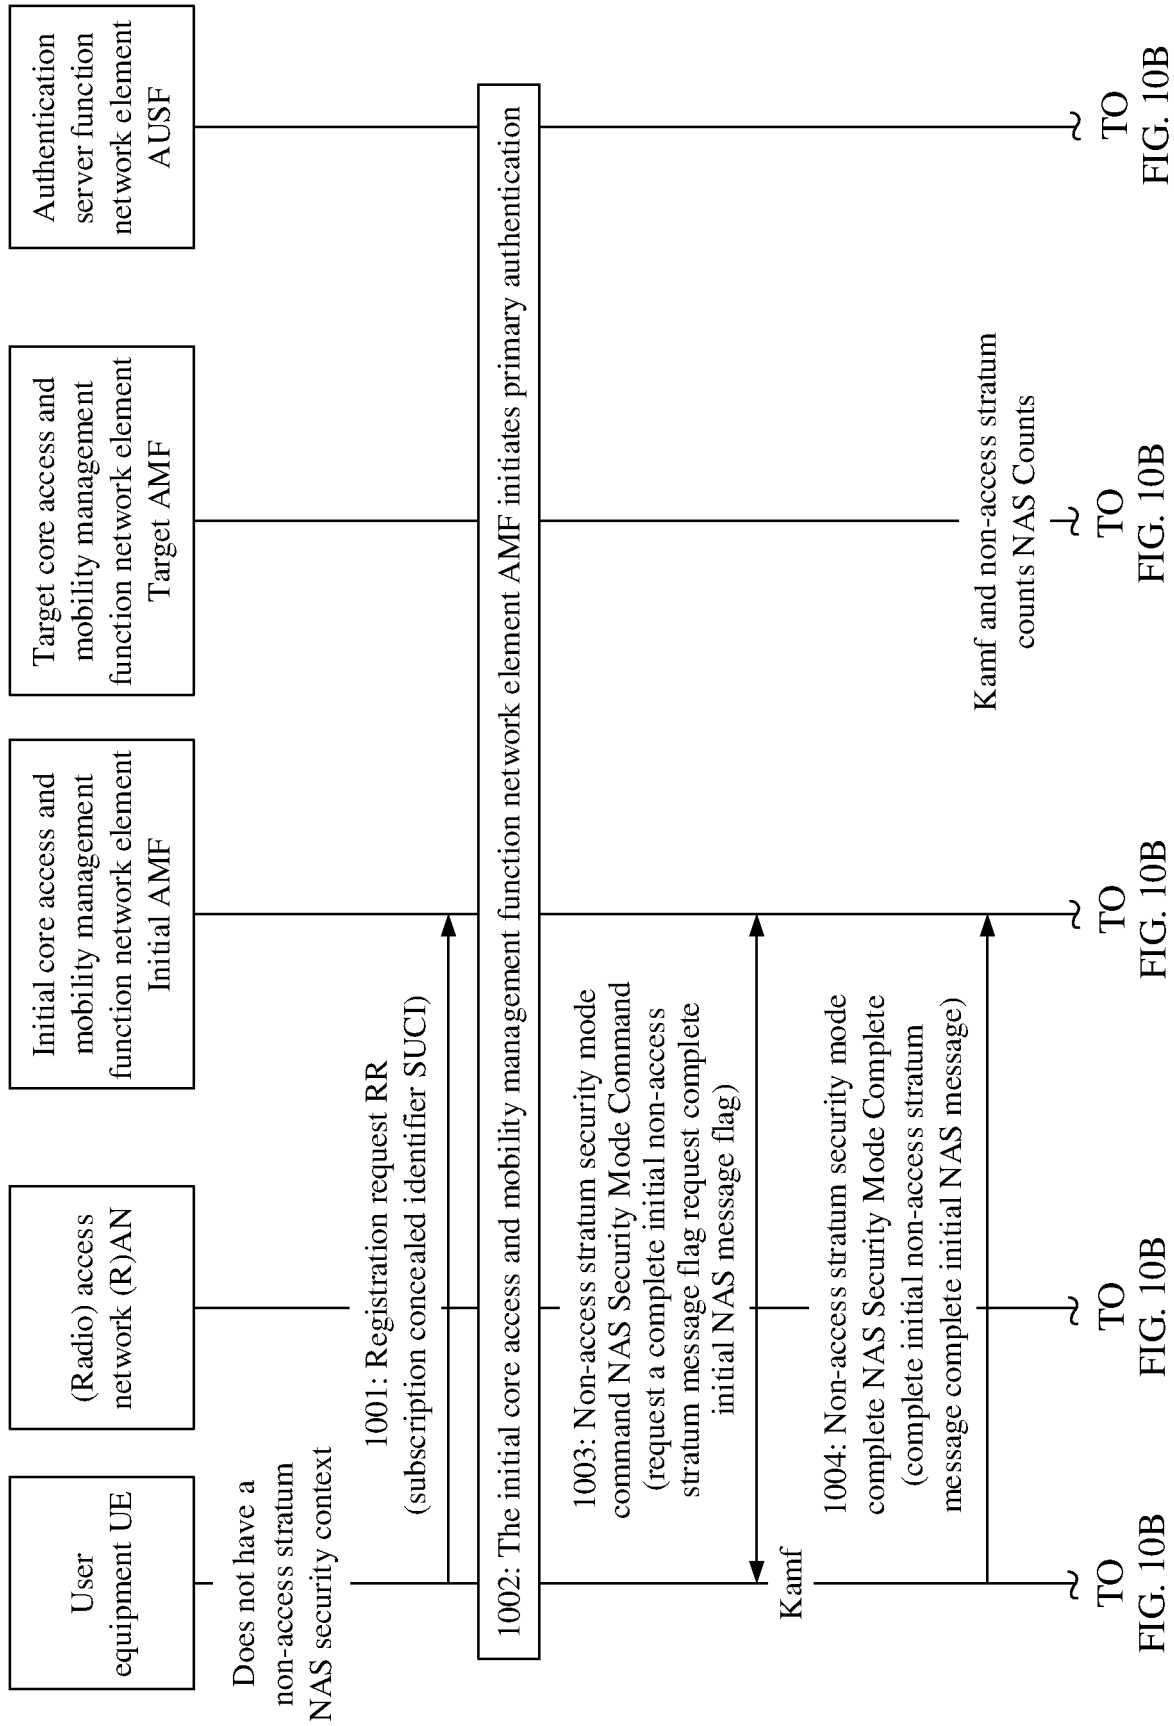 User
equipment UE
(Radio) access
network (R)AN
Initial core access and
mobility management
function network element
Initial AMF
Target core access and
mobility management
function network element
Target AMF
Authentication
server function
network element
AUSF
Does not have a
non-access stratum
NAS security context
1001: Registration request RR
(subscription concealed identifier SUCI)
1002: The initial core access and mobility management function network element AMF initiates primary authentication
1003: Non-access stratum security mode
command NAS Security Mode Command
(request a complete initial non-access
stratum message flag request complete
initial NAS message flag)
Kamf
1004: Non-access stratum security mode
complete NAS Security Mode Complete
(complete initial non-access stratum
message complete initial NAS message)
Kamf and non-access stratum
counts NAS Counts
TO
FIG. 10B
TO
FIG. 10B
TO
FIG. 10B
TO
FIG. 10B
TO
FIG. 10B